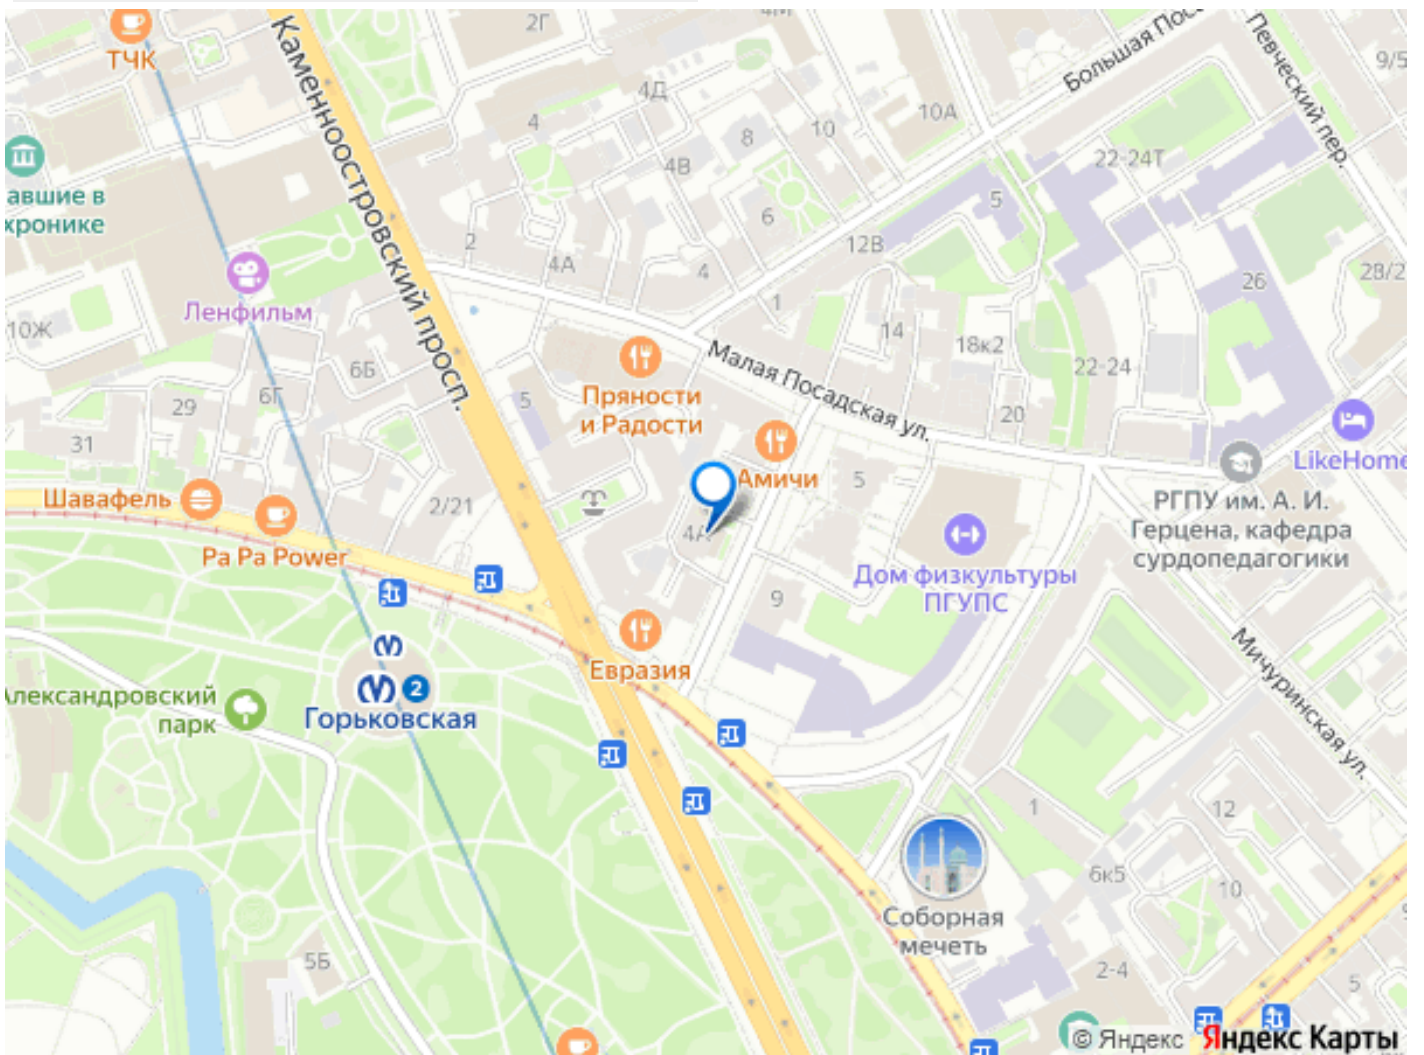 ТЧК
Каменноостровский просп.
2Г
4М
Большая Пос
Певческий пер.
9/5
4Д
4
8
10
10А
22-24Т
4В
5
6
12В
авшие в
хронике
2
4А
4
1
26
28/2
Ленфильм
10Ж
14
18к2
22-24
6Б
6Г
29
31
5
Пряности
и Радости
Малая Посадская ул.
20
LikeHome
Амичи
5
Шавафель
2/21
Pa Pa Power
4А
РГПУ им. А. И.
Герцена, кафедра
сурдопедагогики
Дом физкультуры
ПГУПС
9
Евразия
Мичуринская ул.
Александровский
парк
2
Горьковская
1
12
6к5
10
Соборная
мечеть
5Б
2-4
5
© Яндекс Яндекс Карты